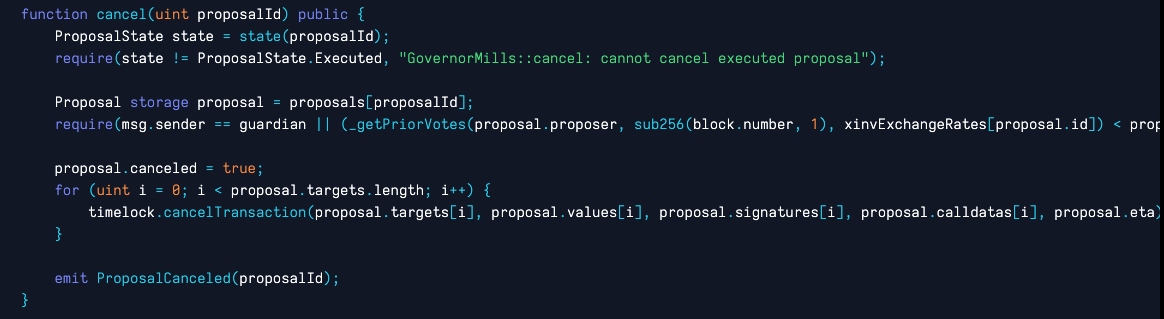 function cancel(uint proposalId) public {
    ProposalState state = state(proposalId);
    require(state != ProposalState.Executed, "GovernorMills::cancel: cannot cancel executed proposal");

    Proposal storage proposal = proposals[proposalId];
    require(msg.sender == guardian || (_getPriorVotes(proposal.proposer, sub256(block.number, 1), xinvExchangeRates[proposal.id]) < prop

    proposal.canceled = true;
    for (uint i = 0; i < proposal.targets.length; i++) {
        timelock.cancelTransaction(proposal.targets[i], proposal.values[i], proposal.signatures[i], proposal.calldatas[i], proposal.eta)
    }

    emit ProposalCanceled(proposalId);
}